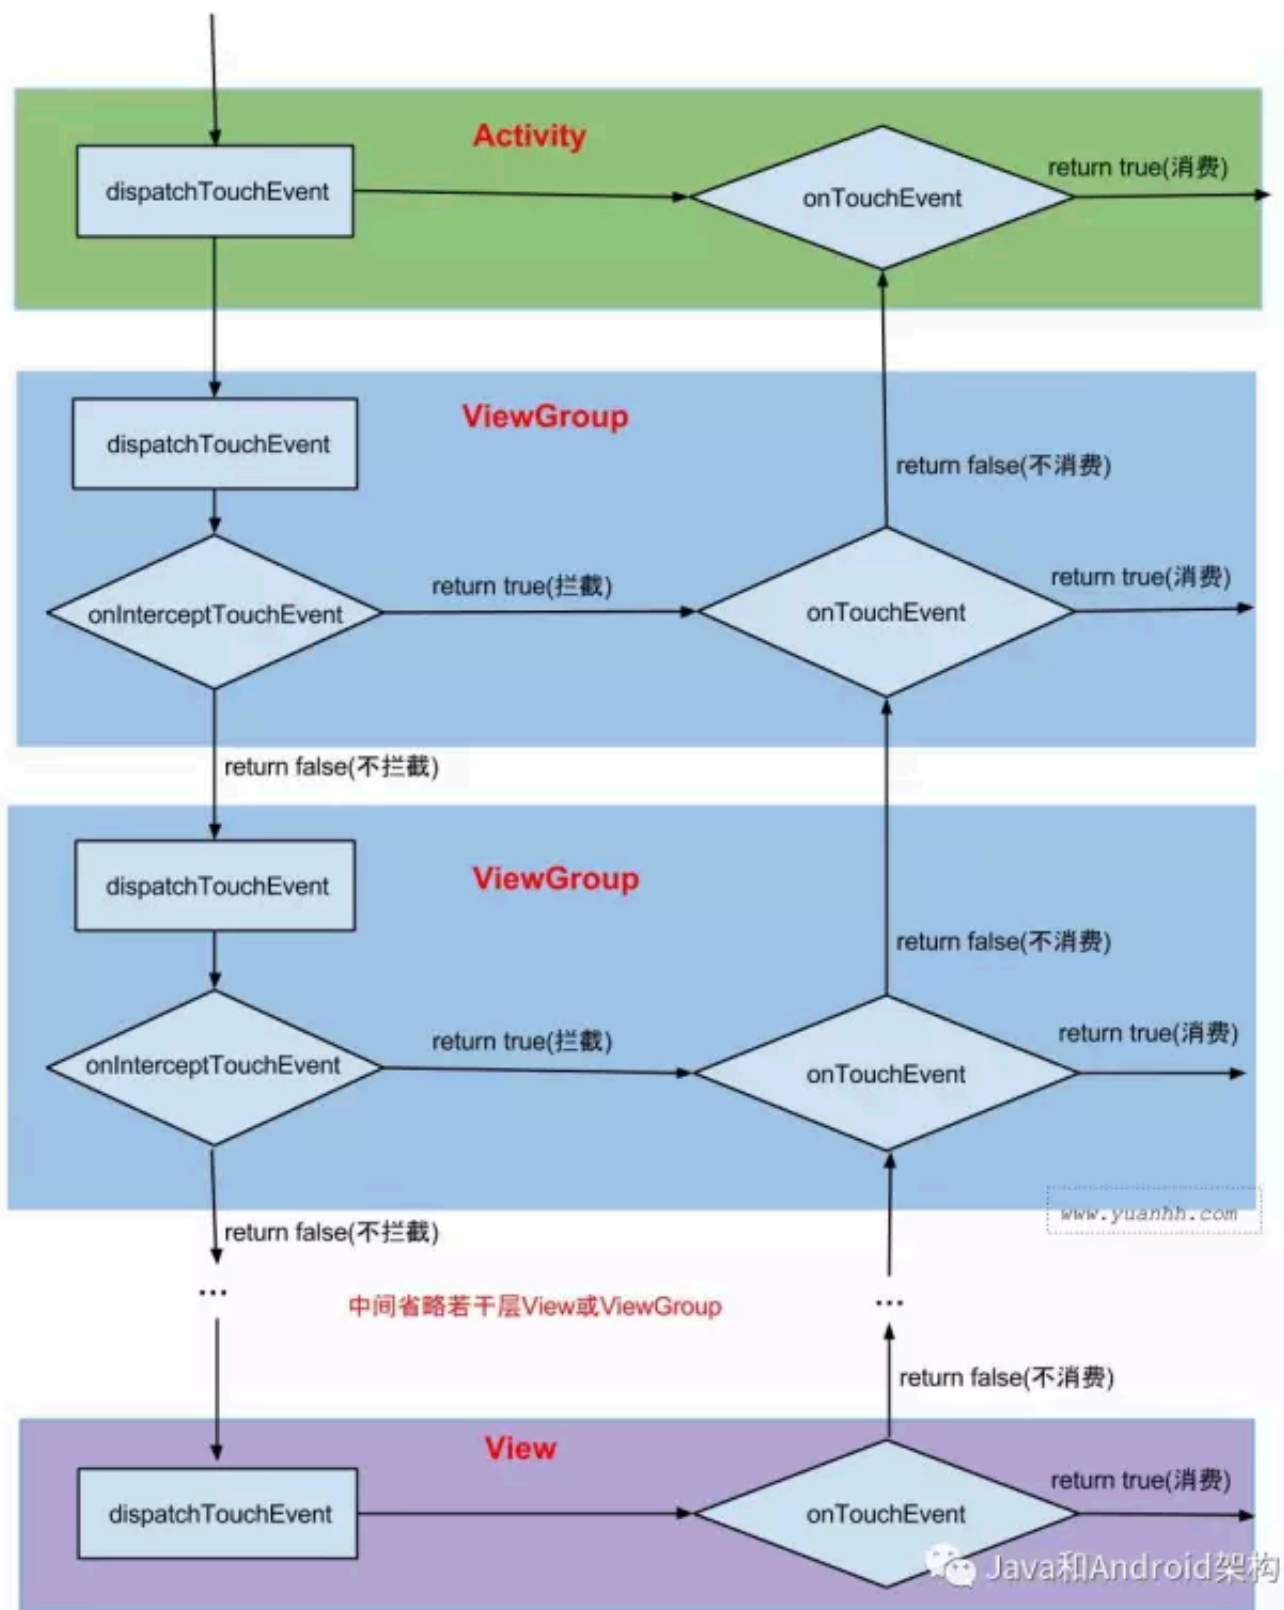 Activity
dispatchTouchEvent
onTouchEvent
return true(消费)
ViewGroup
dispatchTouchEvent
return false(不消费)
onInterceptTouchEvent
return true(拦截)
onTouchEvent
return true(消费)
return false(不拦截)
ViewGroup
dispatchTouchEvent
return false(不消费)
onInterceptTouchEvent
return true(拦截)
onTouchEvent
return true(消费)
www.yuanhh.com
return false(不拦截)
...
中间省略若干层View或ViewGroup
...
return false(不消费)
View
dispatchTouchEvent
onTouchEvent
return true(消费)
Java和Android架构